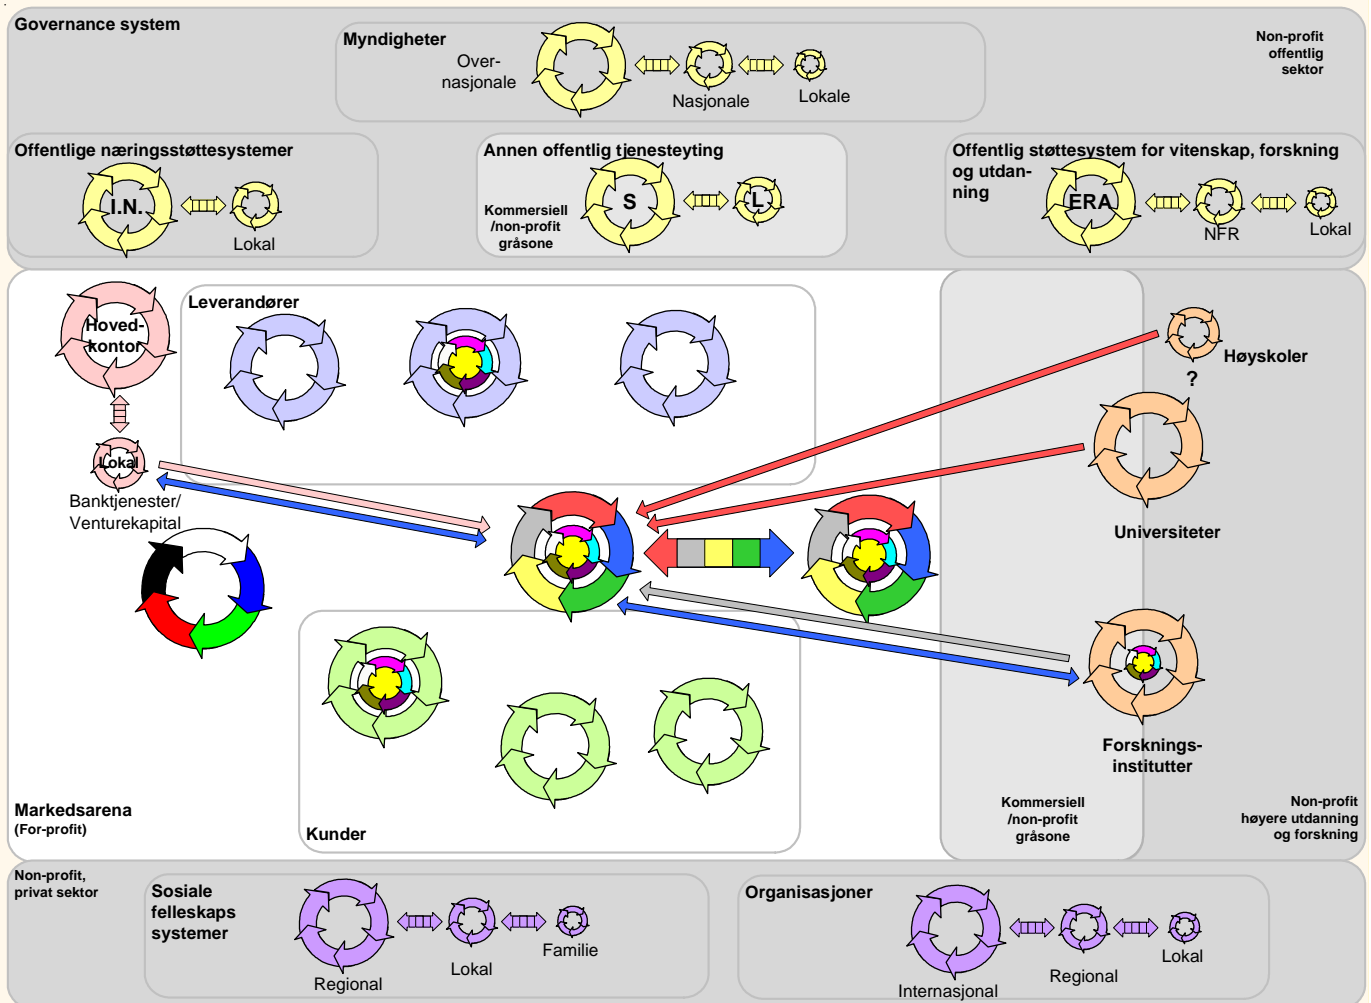 Governance system
Myndigheter
Over-
nasjonale
Nasjonale
Lokale
Non-profit
offentlig
sektor
Offentlige næringsstøttesystemer
I.N.
Lokal
Annen offentlig tjenesteyting
S
L
Kommersiell
/non-profit
gråsone
Offentlig støttesystem for vitenskap, forskning
og utdan-
ning
ERA
NFR
Lokal
Hoved-
kontor
Lokal
Banktjenester/
Venturekapital
Leverandører
Høyskoler
?
Universiteter
Forsknings-
institutter
Markedsarena
(For-profit)
Kunder
Kommersiell
/non-profit
gråsone
Non-profit
høyere utdanning
og forskning
Non-profit,
privat sektor
Sosiale
felleskaps
systemer
Regional
Lokal
Familie
Organisasjoner
Internasjonal
Regional
Lokal